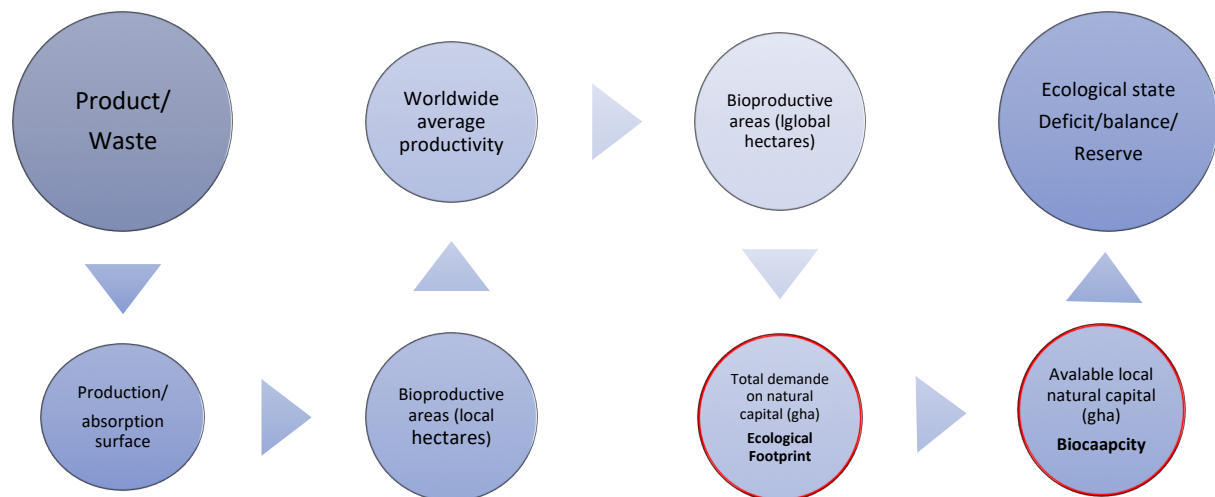 Product/
Waste
Production/
absorption
surface
Bioproductive
areas (local
hectares)
Worldwide
average
productivity
Bioproductive
areas (lglobal
hectares)
Total demande
on natural
capital (gha)
Ecological
Footprint
Avalable local
natural capital
(gha)
Biocaapcity
Ecological state
Deficit/balance/
Reserve